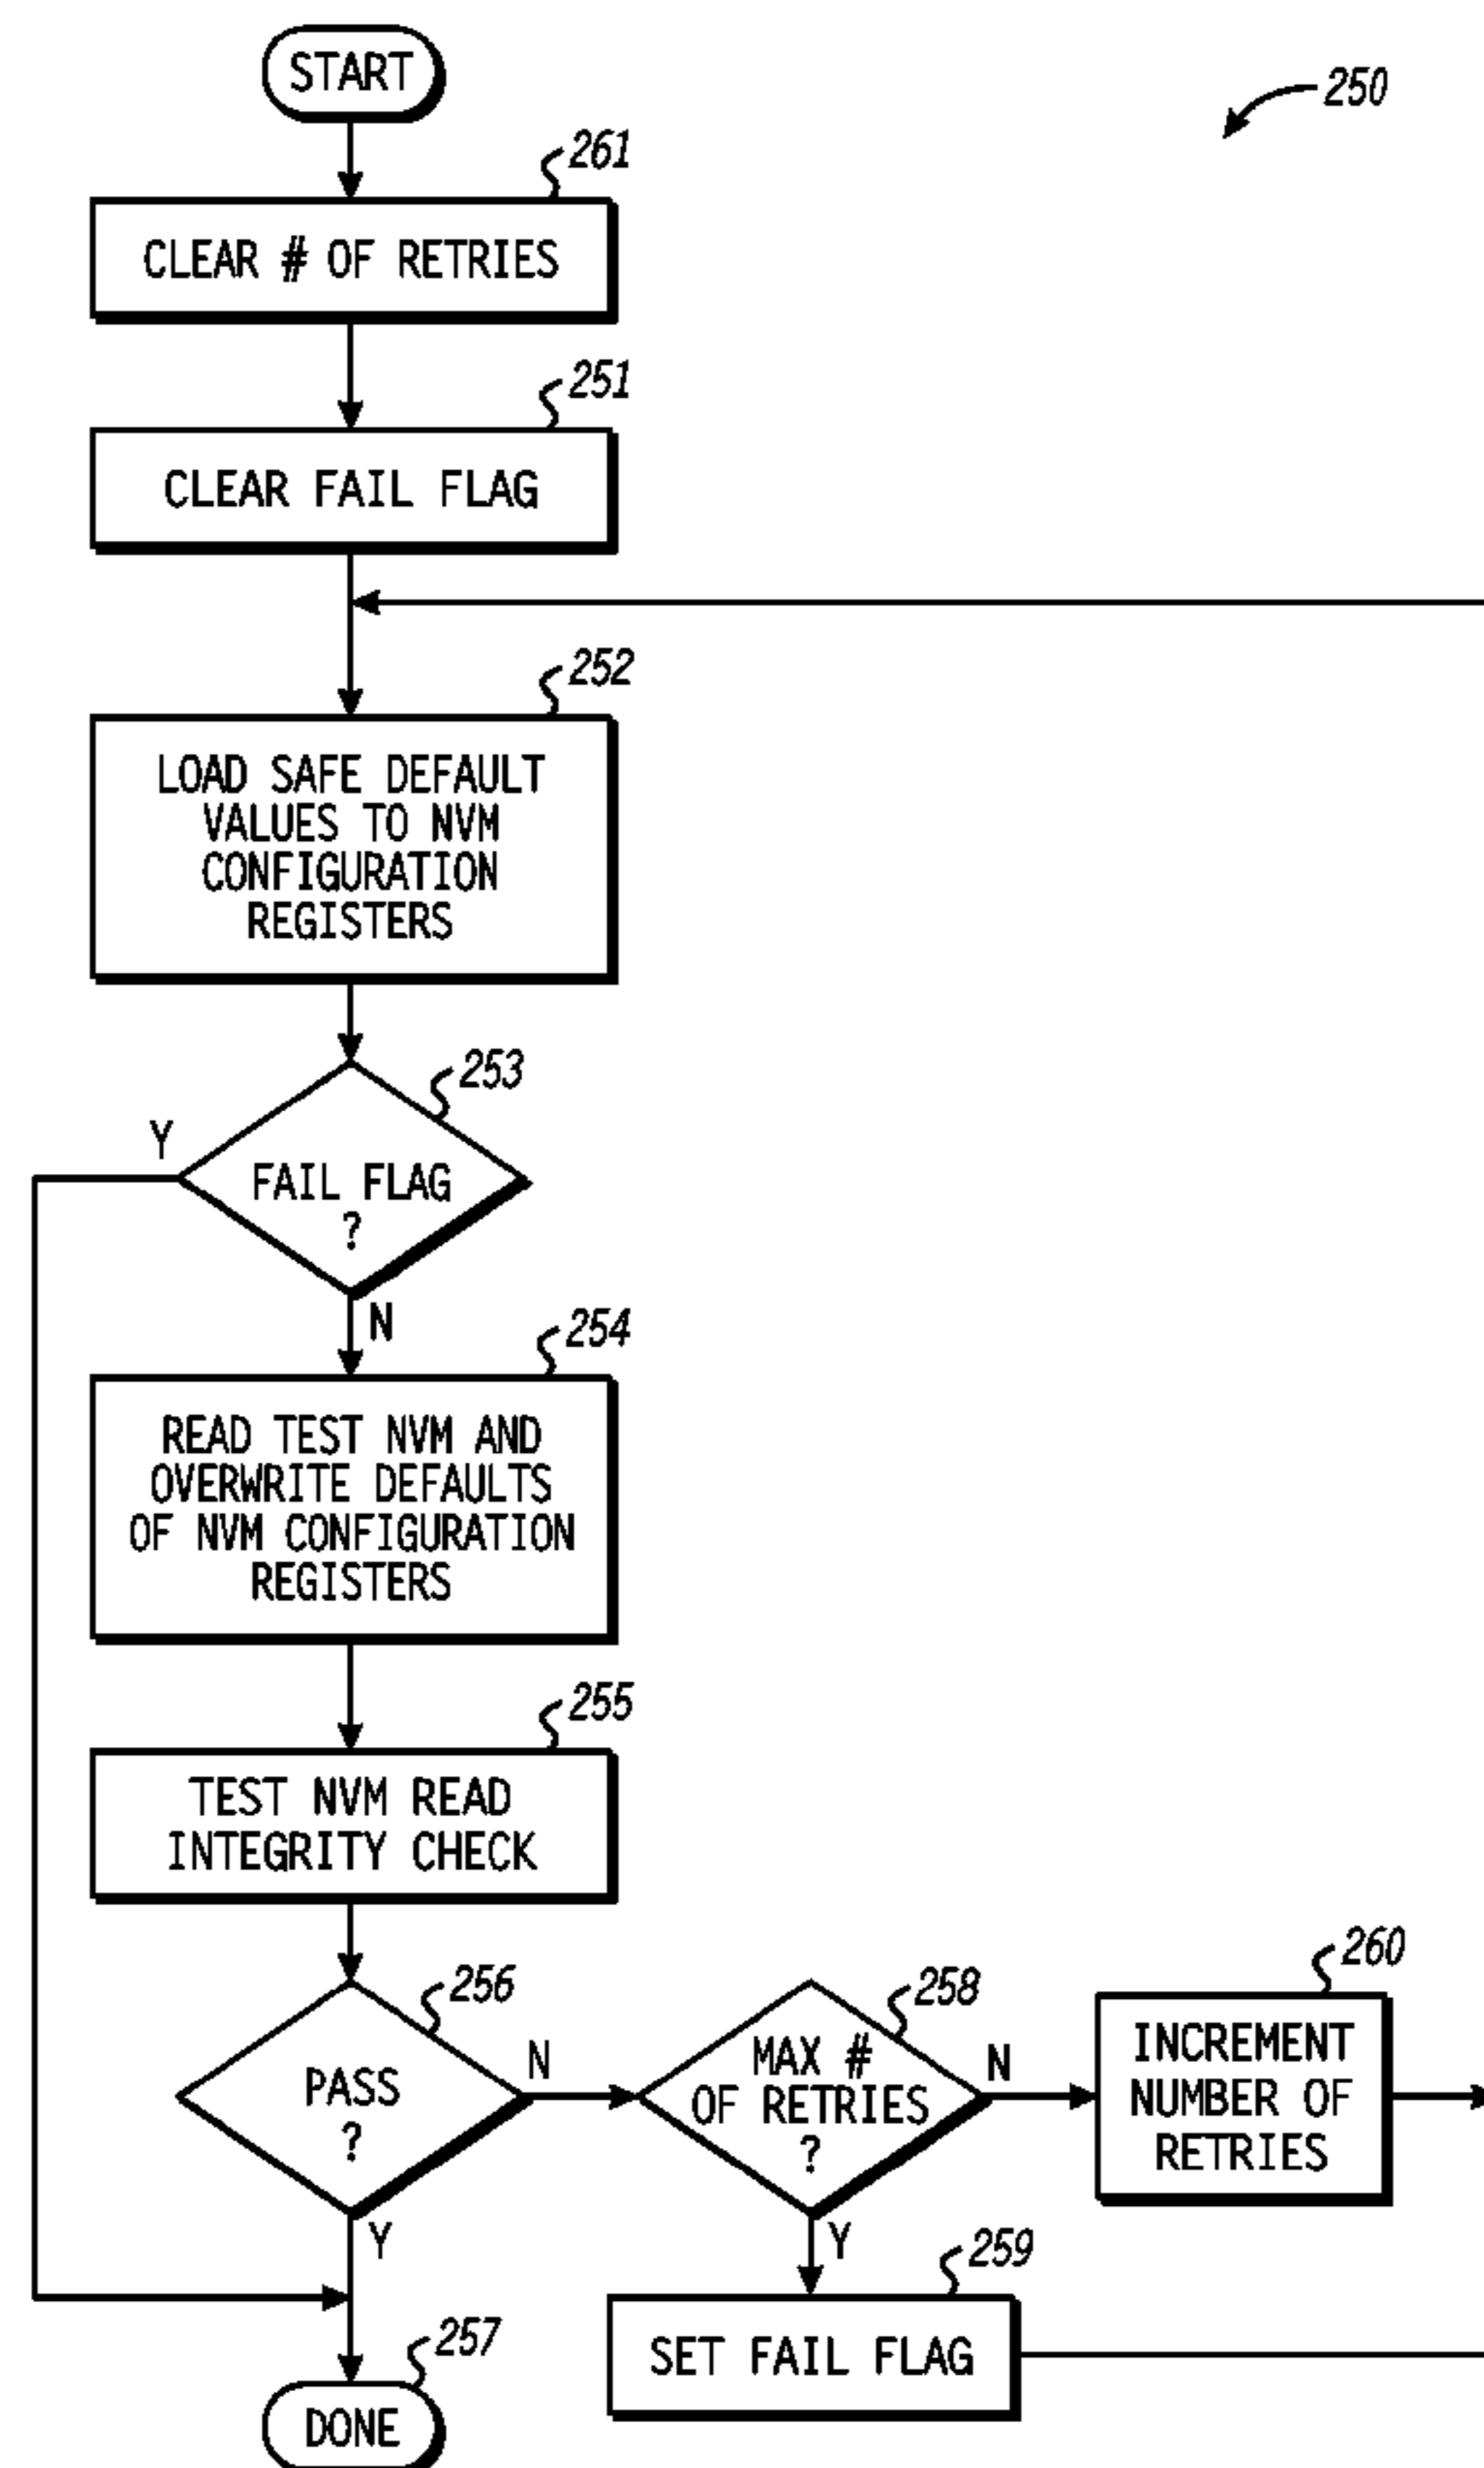 START
250
261
CLEAR # OF RETRIES
251
CLEAR FAIL FLAG
252
LOAD SAFE DEFAULT
VALUES TO NVM
CONFIGURATION
REGISTERS
253
Y
FAIL FLAG
?
N
254
READ TEST NVM AND
OVERWRITE DEFAULTS
OF NVM CONFIGURATION
REGISTERS
255
TEST NVM READ
INTEGRITY CHECK
256
PASS
?
N
Y
258
MAX #
OF RETRIES
?
N
Y
260
INCREMENT
NUMBER OF
RETRIES
259
SET FAIL FLAG
257
DONE